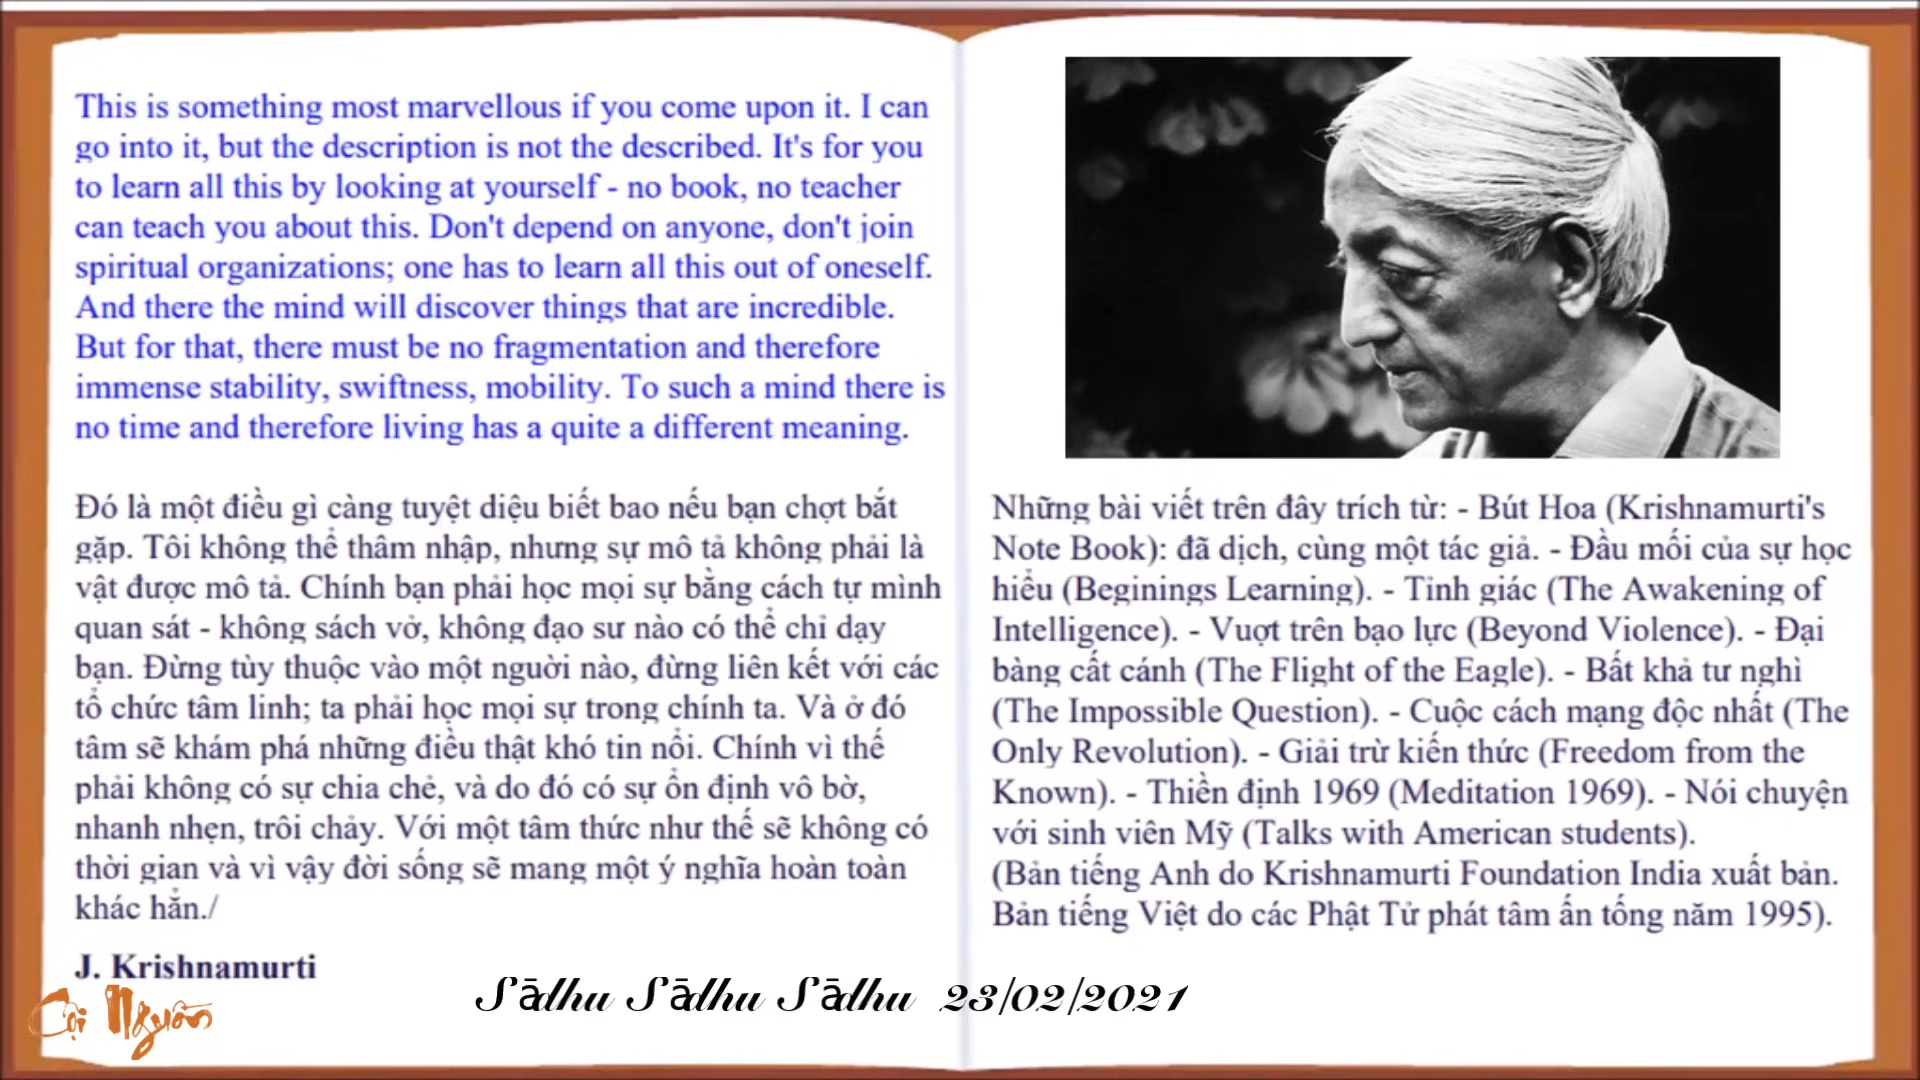 This is something most marvellous if you come upon it. I can
go into it, but the description is not the described. It's for you
to learn all this by looking at yourself - no book, no teacher
can teach you about this. Don't depend on anyone, don't join
spiritual organizations; one has to learn all this out of oneself.
And there the mind will discover things that are incredible.
But for that, there must be no fragmentation and therefore
immense stability, swiftness, mobility. To such a mind there is
no time and therefore living has a quite a different meaning.
Đó là một điều gì càng tuyệt diệu biết bao nếu bạn chợt bắt
gặp. Tôi không thể thâm nhập, nhưng sự mô tả không phải là
vật được mô tả. Chính bạn phải học mọi sự bằng cách tự mình
quan sát - không sách vở, không đạo sư nào có thể chỉ dạy
bạn. Đừng tùy thuộc vào một nguời nào, đừng liên kết với các
tổ chức tâm linh; ta phải học mọi sự trong chính ta. Và ở đó
tâm sẽ khám phá những điều thật khó tin nổi. Chính vì thế
phải không có sự chia chẻ, và do đó có sự ổn định vô bờ,
nhanh nhẹn, trôi chảy. Với một tâm thức như thế sẽ không có
thời gian và vì vậy đời sống sẽ mang một ý nghĩa hoàn toàn
khác hẳn./
J. Krishnamurti
Cội Nguồn
Những bài viết trên đây trích từ: - Bút Hoa (Krishnamurti's
Note Book): đã dịch, cùng một tác giả. - Đầu mối của sự học
hiểu (Beginings Learning). - Tỉnh giác (The Awakening of
Intelligence). - Vuợt trên bạo lực (Beyond Violence). - Đại
bàng cất cánh (The Flight of the Eagle). - Bất khả tư nghì
(The Impossible Question). - Cuộc cách mạng độc nhất (The
Only Revolution). - Giải trừ kiến thức (Freedom from the
Known). - Thiền định 1969 (Meditation 1969). - Nói chuyện
với sinh viên Mỹ (Talks with American students).
(Bản tiếng Anh do Krishnamurti Foundation India xuất bản.
Bản tiếng Việt do các Phật Tử phát tâm ấn tống năm 1995).
Sādhu Sādhu Sādhu 23/02/2021